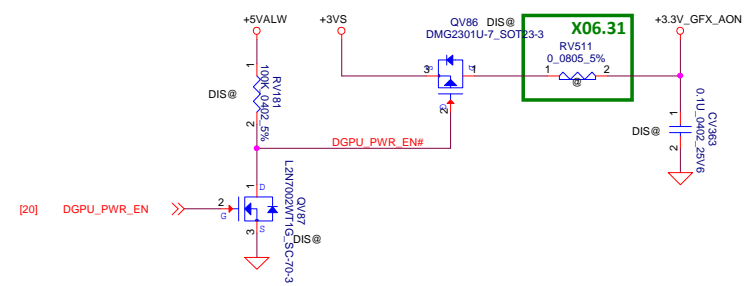 +5VALW
+3VS
QV86 DIS@
DMG2301U-7_SOT23-3
X06.31
RV511
0_0805_5%
+3.3V_GFX_AON
3
S
D
1
1
2
@
G
2
1
RV181
100K_0402_5%
DIS@
2
DGPU_PWR_EN#
1
CV363
0.1U_0402_25V6
DIS@
2
1
D
[20] DGPU_PWR_EN
2
G
S
3
QV87
L2N7002WT1G_SC-70-3
DIS@